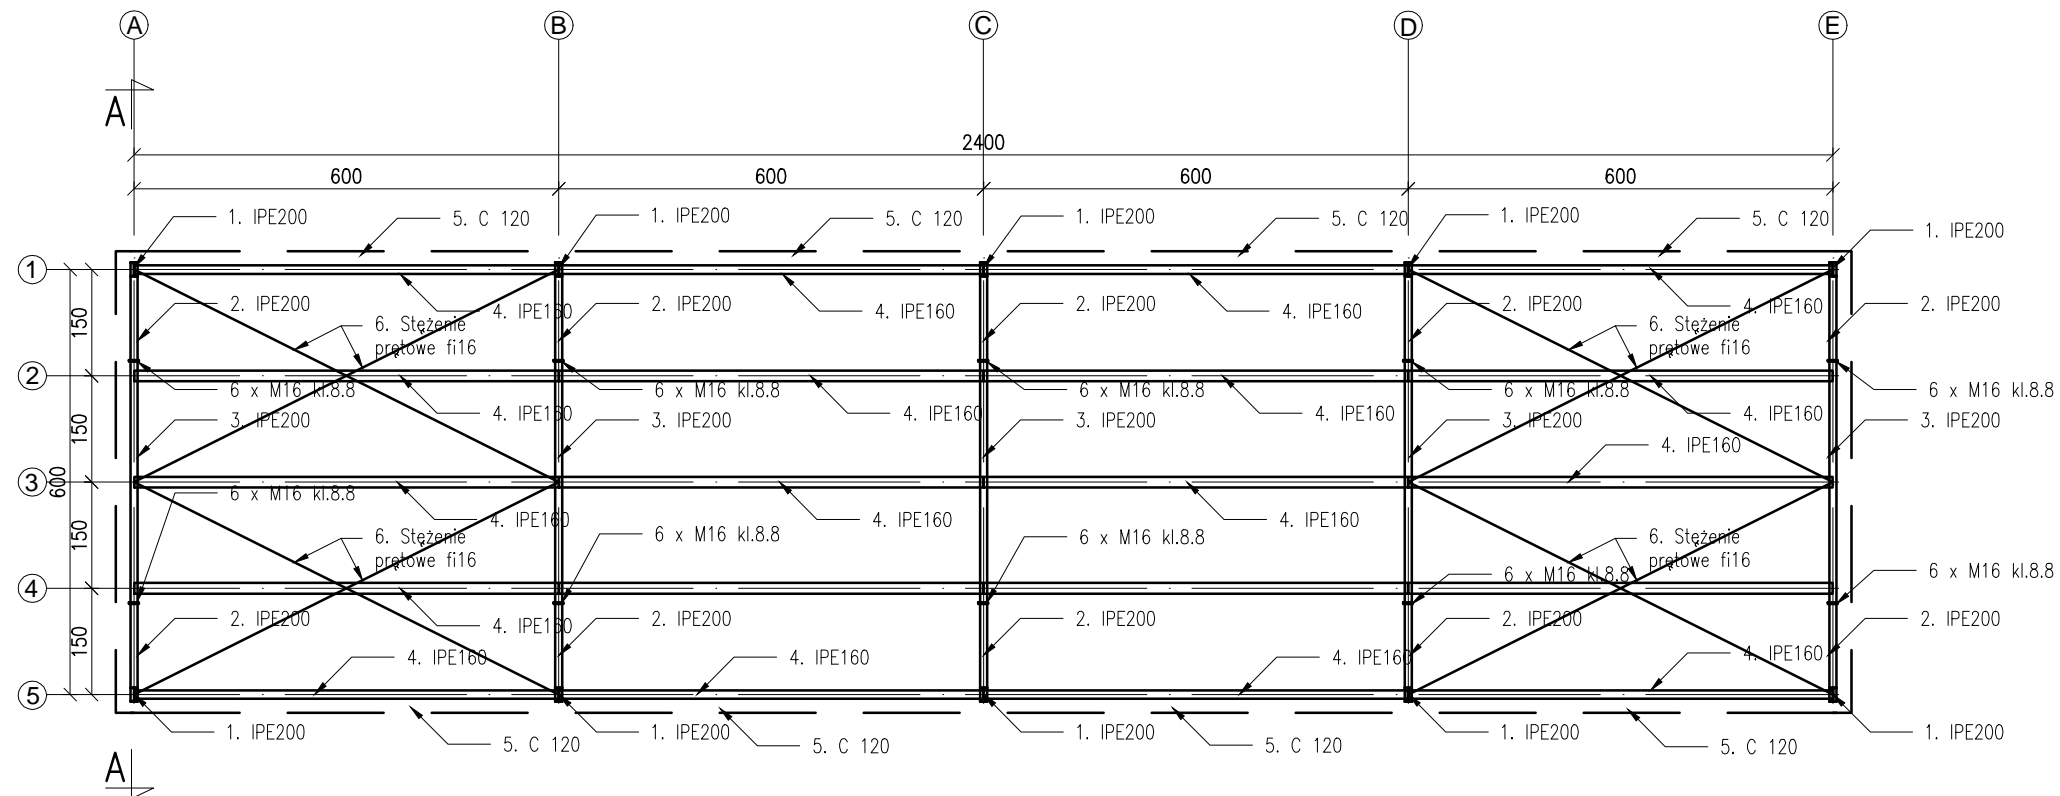 A
B
C
D
E
A
2400
600
600
600
600
1. IPE200
5. C 120
1. IPE200
5. C 120
1. IPE200
5. C 120
1. IPE200
5. C 120
1. IPE200
1
2. IPE200
4. IPE160
2. IPE200
4. IPE160
2. IPE200
4. IPE160
2. IPE200
4. IPE160
2. IPE200
150
6. Stężenie
prętowe fi16
6. Stężenie
prętowe fi16
2
6 x M16 kl.8.8
6 x M16 kl.8.8
6 x M16 kl.8.8
6 x M16 kl.8.8
6 x M16 kl.8.8
4. IPE160
4. IPE160
4. IPE160
4. IPE160
150
3. IPE200
3. IPE200
3. IPE200
3. IPE200
3. IPE200
4. IPE160
3
600
6 x M16 kl.8.8
4. IPE160
4. IPE160
4. IPE160
150
6. Stężenie
prętowe fi16
6 x M16 kl.8.8
6 x M16 kl.8.8
6. Stężenie
prętowe fi16
6 x M16 kl.8.8
6 x M16 kl.8.8
4
2. IPE200
4. IPE160
2. IPE200
2. IPE200
2. IPE200
2. IPE200
150
4. IPE160
4. IPE160
4. IPE160
4. IPE160
5
1. IPE200
5. C 120
1. IPE200
5. C 120
1. IPE200
5. C 120
1. IPE200
5. C 120
1. IPE200
A